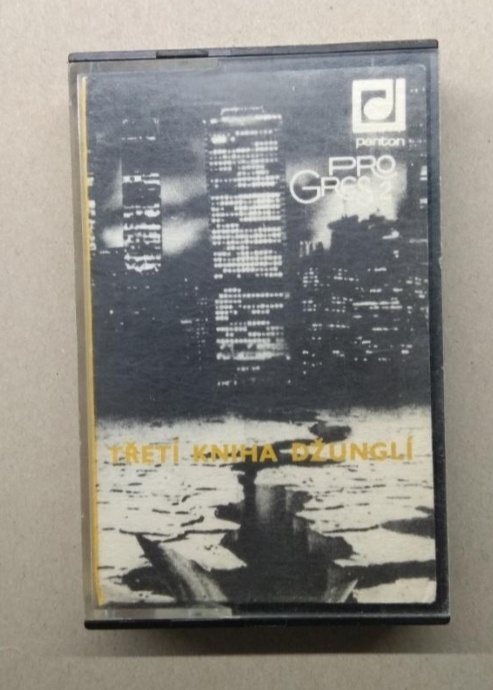 panton
PRO
GRES 2
TŘETÍ KNIHA DŽUNGLÍ